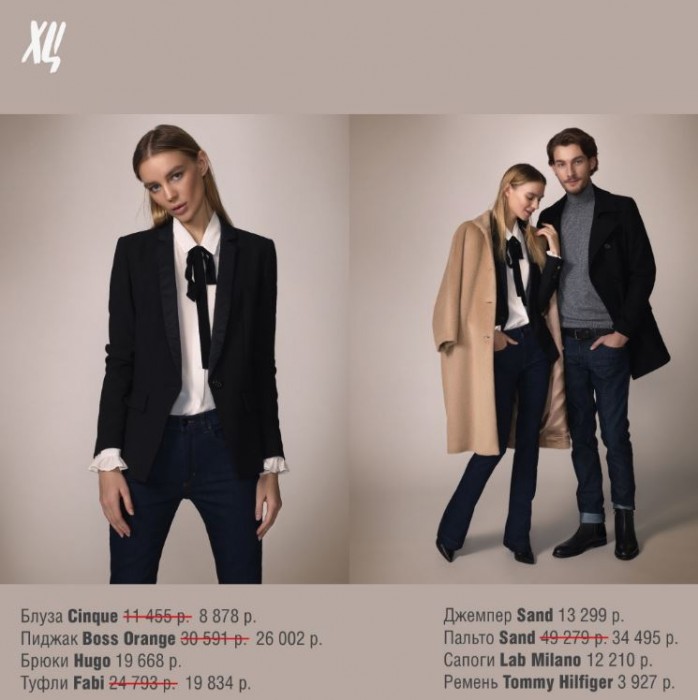 ХЦ
Блуза Cinque 11 455 р. 8 878 р.
Пиджак Boss Orange 30 591 р. 26 002 р.
Брюки Hugo 19 668 р.
Туфли Fabi 24 793 р. 19 834 р.
Джемпер Sand 13 299 р.
Пальто Sand 49 279 р. 34 495 р.
Сапоги Lab Milano 12 210 р.
Ремень Tommy Hilfiger 3 927 р.